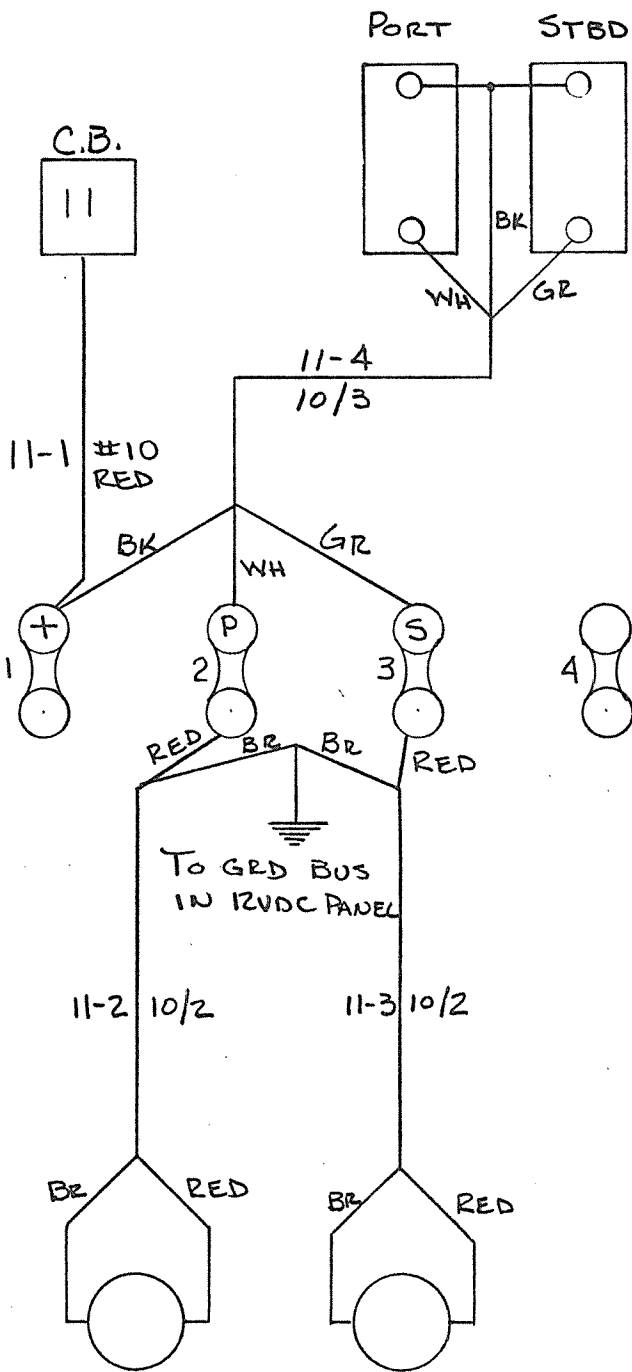 PORT
STBD
C.B.
11
BK
WH
GR
11-4
10/3
11-1 #10
RED
BK
WH
GR
+
P
S
1
2
3
4
RED
BR
BR
RED
TO GRD BUS
IN 12VDC PANEL
11-2 10/2
11-3 10/2
BR
RED
BR
RED